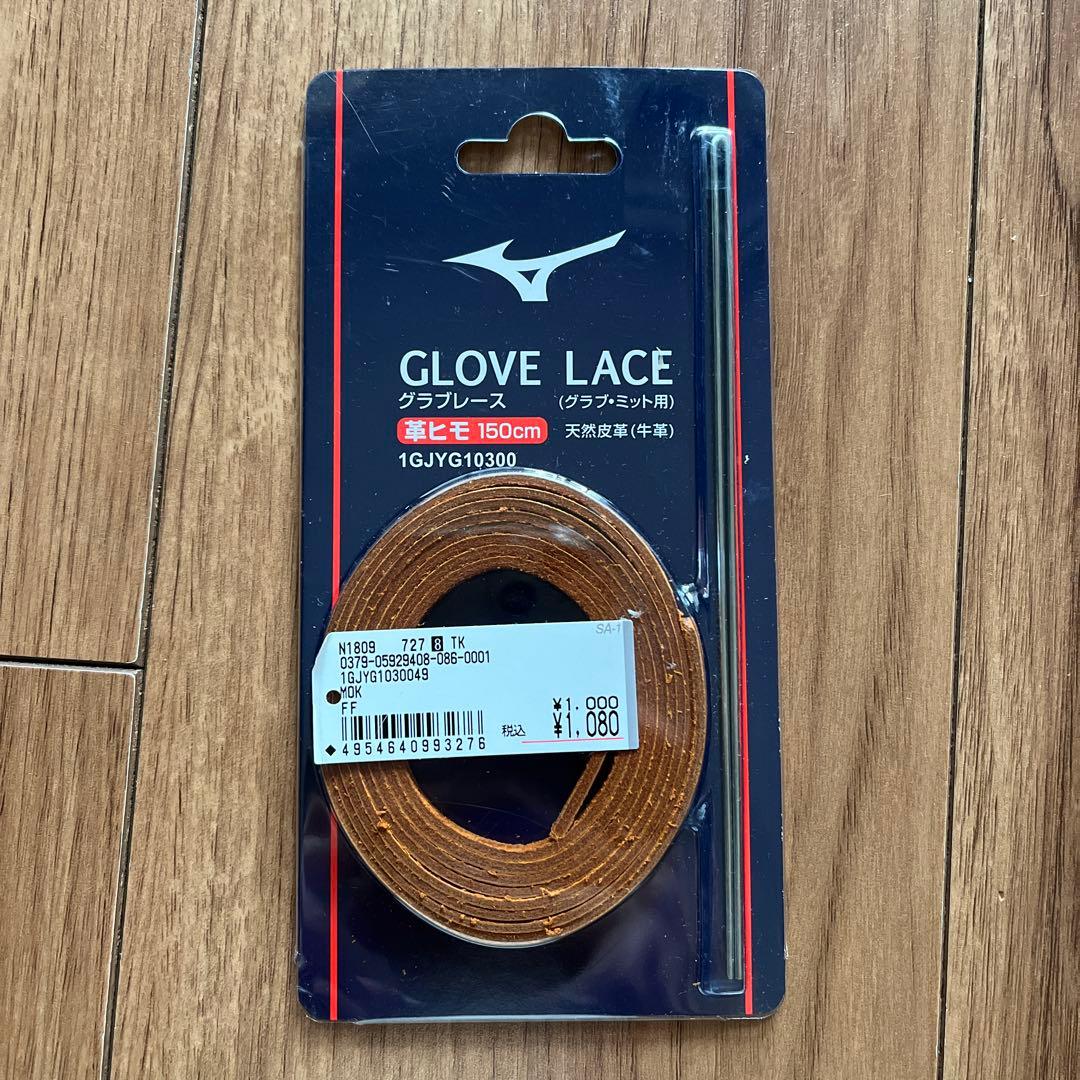 GLOVE LACE
グラブレース (グラブ・ミット用)
革ヒモ 150cm 天然皮革(牛革)
1GJYG10300
SA-1
N1809 727 8 TK
0379-05929408-086-0001
1GJYG1030049
MOK
FF
¥1,000
税込 ¥1,080
◆4954640993276